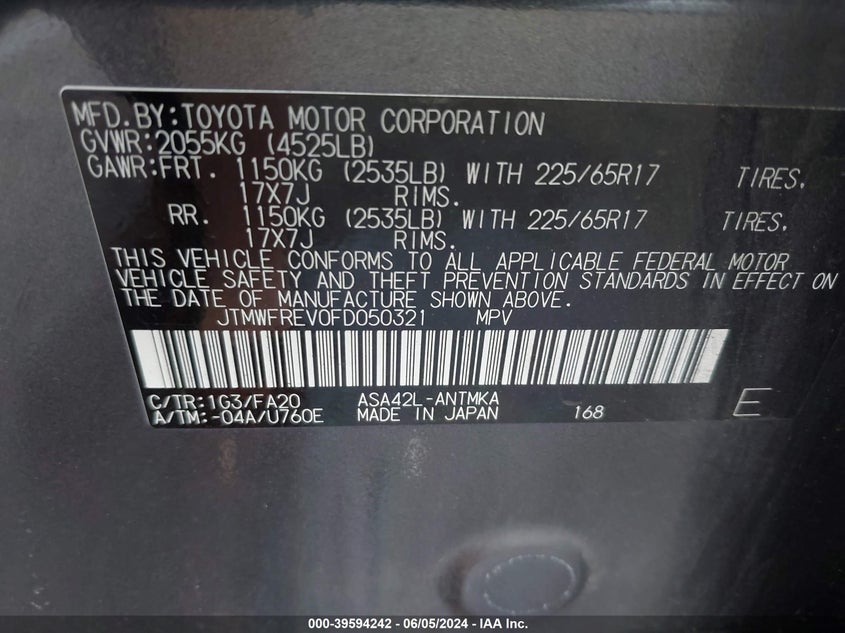 MFD. BY: TOYOTA MOTOR CORPORATION
GVWR: 2055KG (4525LB)
GAWR: FRT. 1150KG (2535LB) WITH 225/65R17 TIRES,
17X7J RIMS.
RR. 1150KG (2535LB) WITH 225/65R17 TIRES,
17X7J RIMS.
THIS VEHICLE CONFORMS TO ALL APPLICABLE FEDERAL MOTOR
VEHICLE SAFETY AND THEFT PREVENTION STANDARDS IN EFFECT ON
THE DATE OF MANUFACTURE SHOWN ABOVE.
JTMWFREV0FD050321 MPV
C/TR: 1G3/FA20 ASA42L-ANTMKA
A/TM: -04A/U760E MADE IN JAPAN 168 E
000-39594242 - 06/05/2024 - IAA Inc.